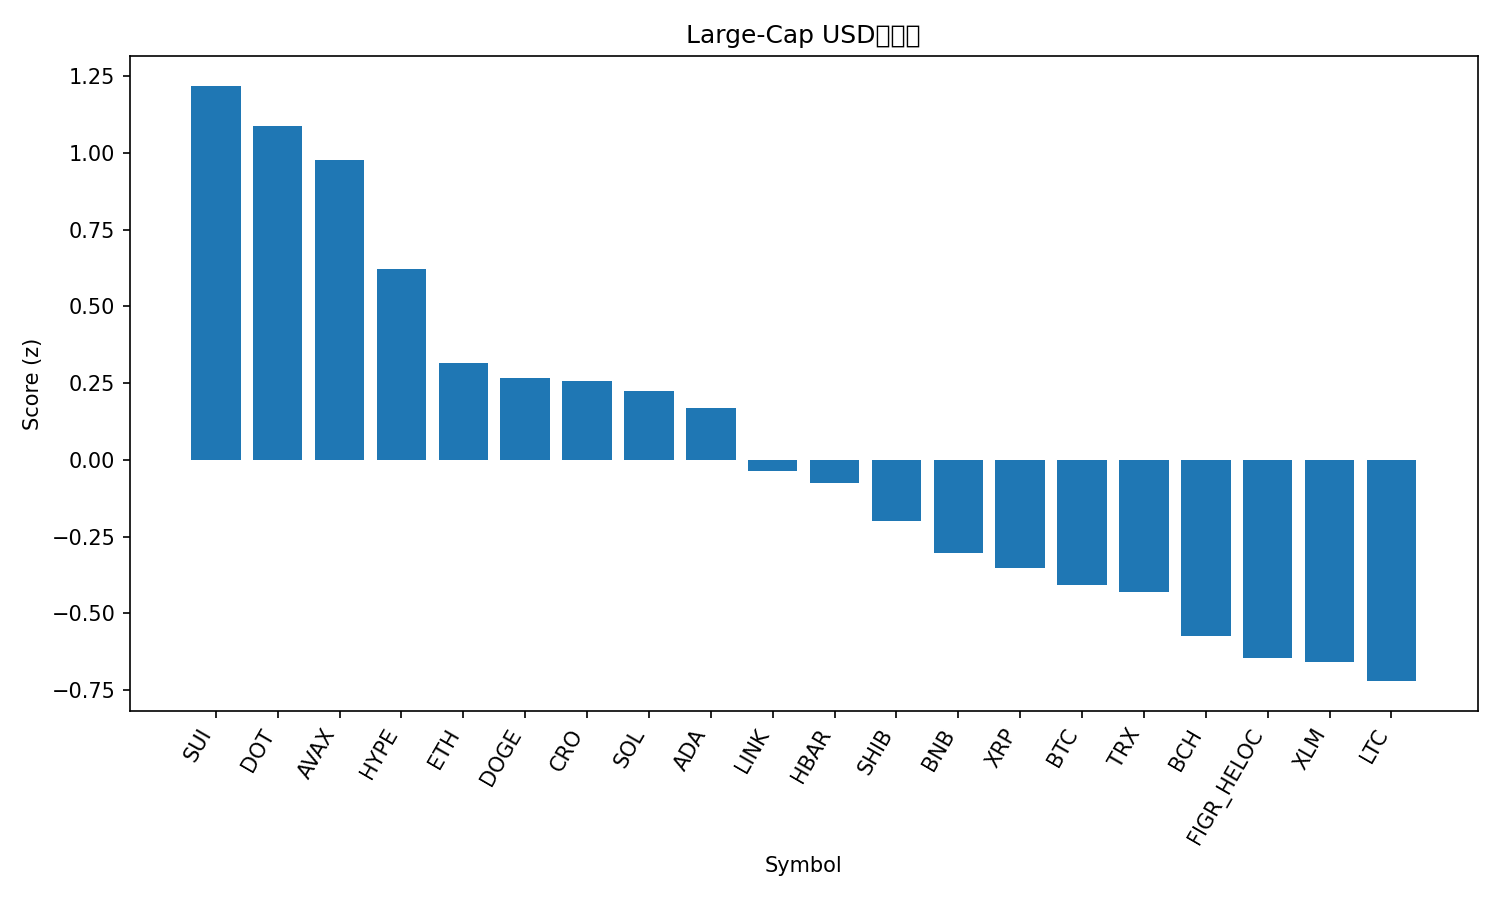 Large-Cap USD
Score (z)
1.25
1.00
0.75
0.50
0.25
0.00
−0.25
−0.50
−0.75
SUI
DOT
AVAX
HYPE
ETH
DOGE
CRO
SOL
ADA
LINK
HBAR
SHIB
BNB
XRP
BTC
TRX
BCH
FIGR_HELOC
XLM
LTC
Symbol